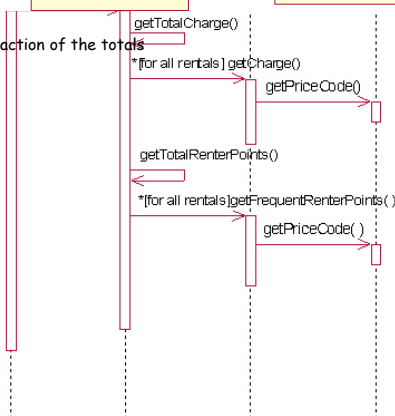 getTotalCharge()
action of the totals
*[for all rentals] getCharge()
getPriceCode()
getTotalRenterPoints()
*[for all rentals]getFrequentRenterPoints( )
getPriceCode( )